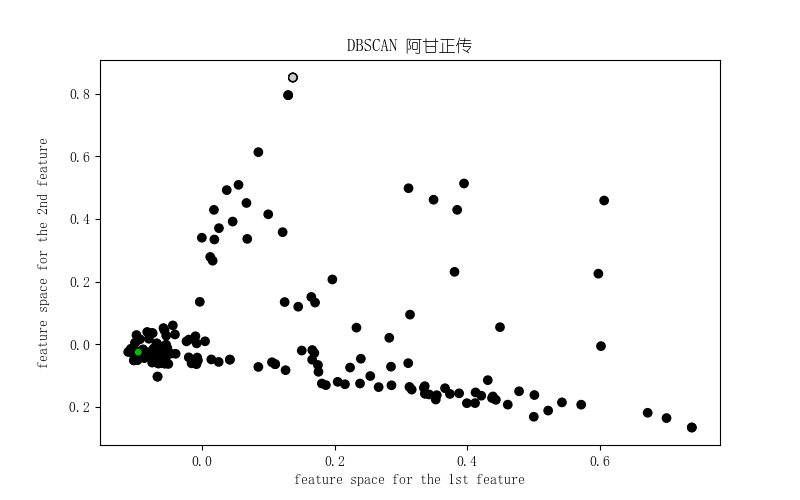 DBSCAN 阿甘正传
feature space for the 2nd feature
0.8
0.6
0.4
0.2
0.0
0.2
0.0 0.2 0.4 0.6
feature space for the 1st feature